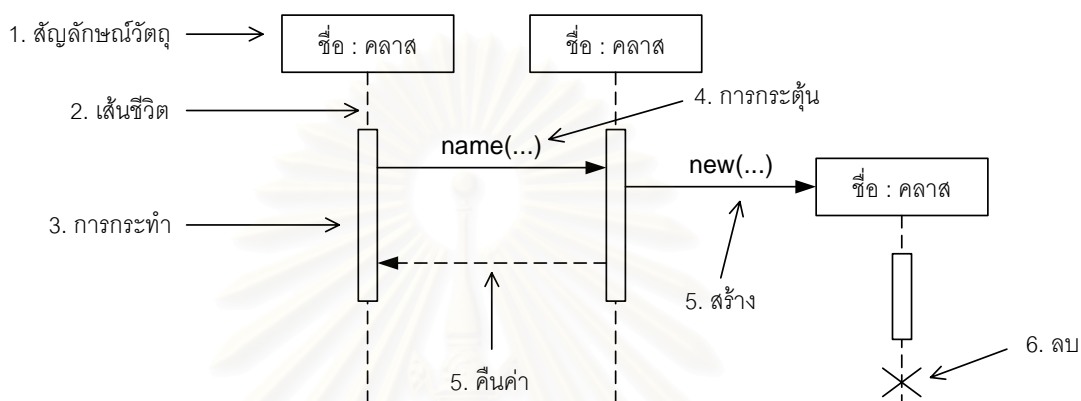 1. สัญลักษณ์วัตถุ
ชื่อ : คลาส
ชื่อ : คลาส
2. เส้นชีวิต
4. การกระตุ้น
name(...)
new(...)
ชื่อ : คลาส
3. การกระทำ
5. สร้าง
5. คืนค่า
6. ลบ